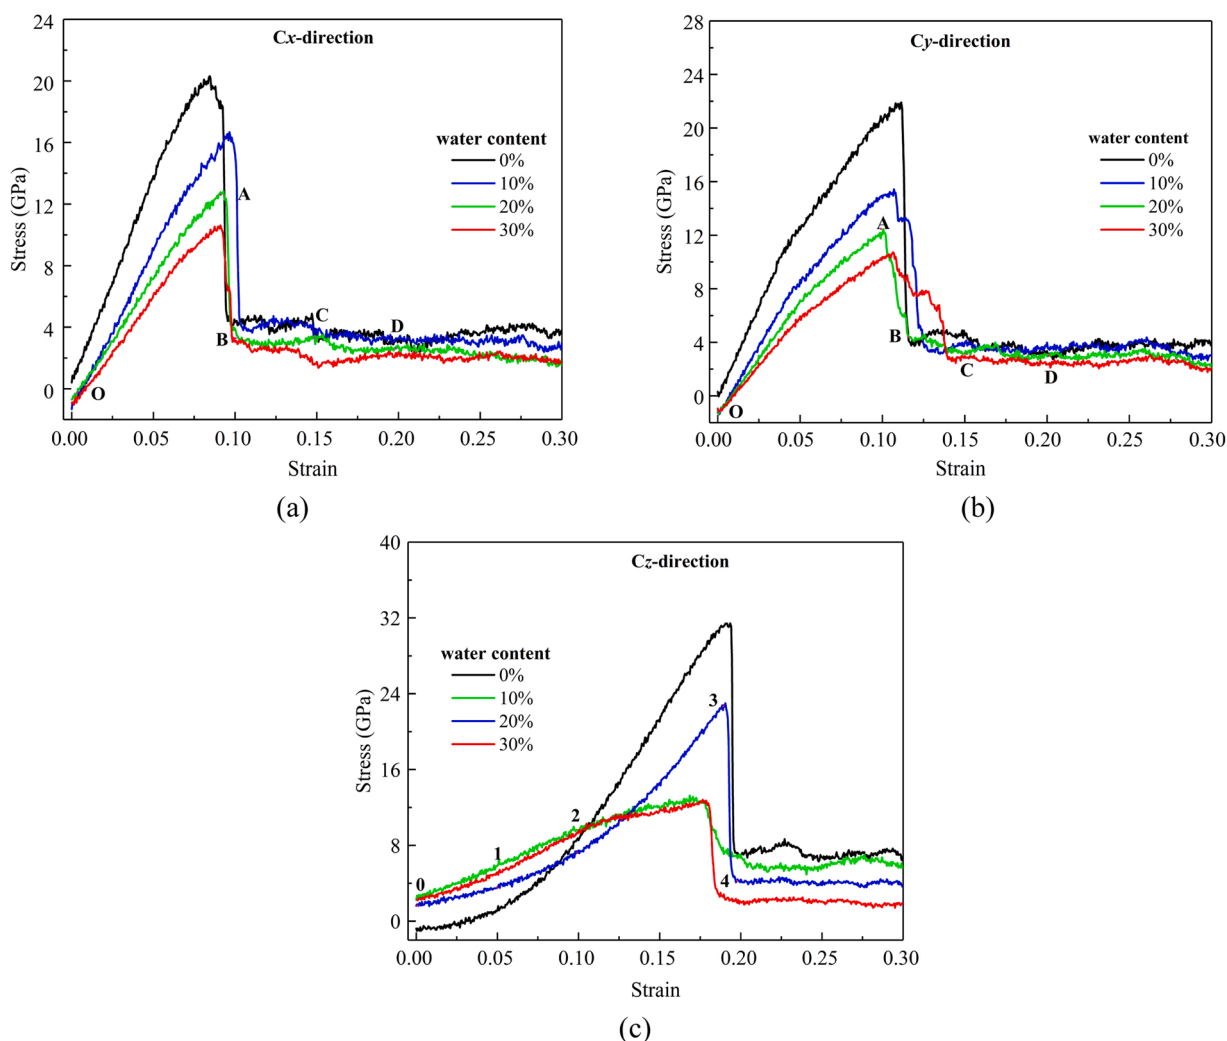 Cx-direction
Stress (GPa)
24
20
16
12
8
4
0
water content
0%
10%
20%
30%
A
B
C
D
O
0.00 0.05 0.10 0.15 0.20 0.25 0.30
Strain
(a)
Cy-direction
Stress (GPa)
28
24
20
16
12
8
4
0
water content
0%
10%
20%
30%
A
B
C
D
O
0.00 0.05 0.10 0.15 0.20 0.25 0.30
Strain
(b)
Cz-direction
Stress (GPa)
40
32
24
16
8
0
water content
0%
10%
20%
30%
0
1
2
3
4
0.00 0.05 0.10 0.15 0.20 0.25 0.30
Strain
(c)